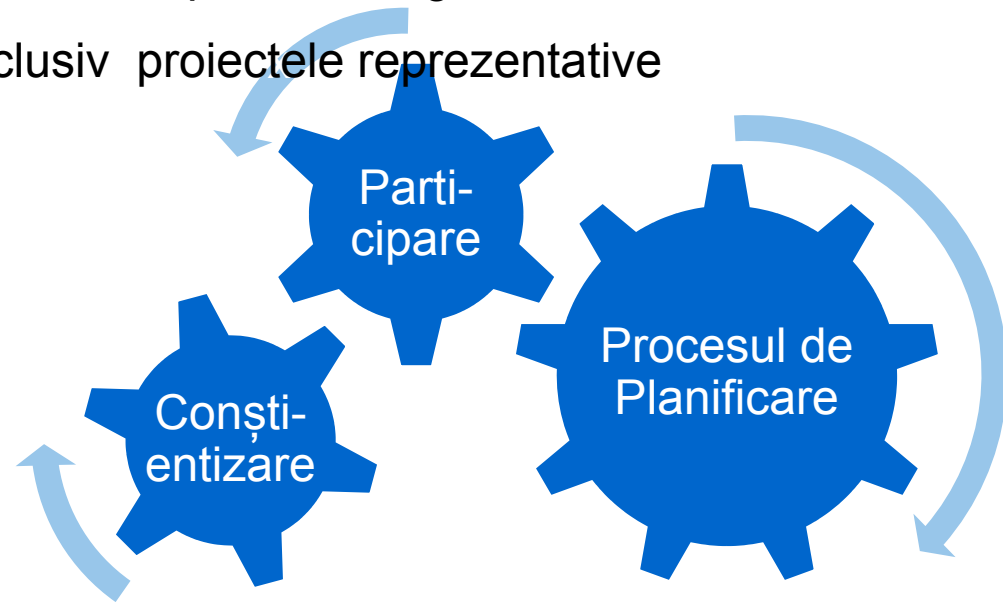 clusiv proiectele reprezentative
Parti-
cipare
Procesul de
Planificare
Conști-
entizare